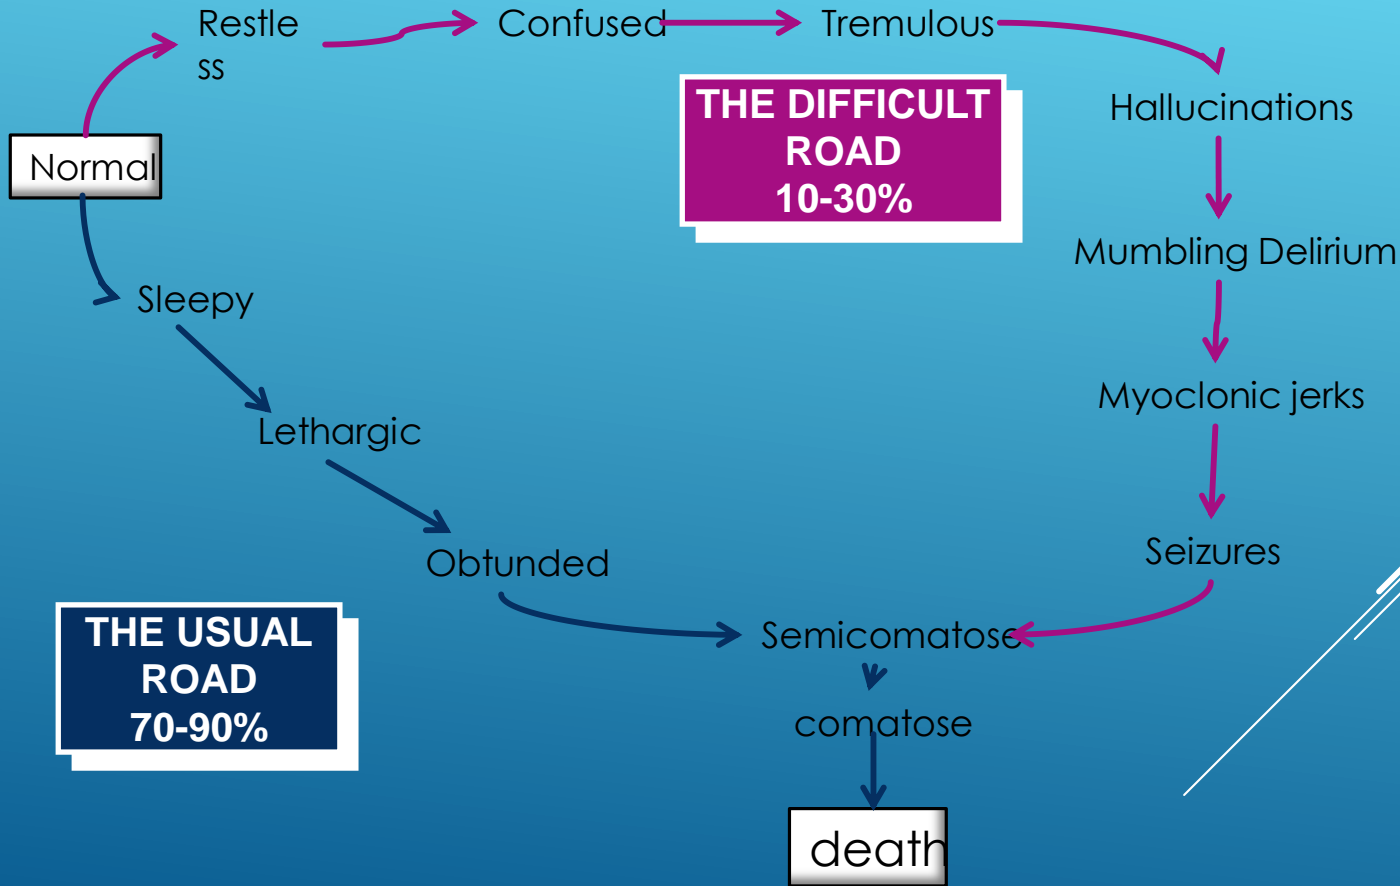 Restle
ss
Confused
Tremulous
THE DIFFICULT
ROAD
10-30%
Hallucinations
Normal
Mumbling Delirium
Sleepy
Myoclonic jerks
Lethargic
Obtunded
Seizures
THE USUAL
ROAD
70-90%
Semicomatose
comatose
death